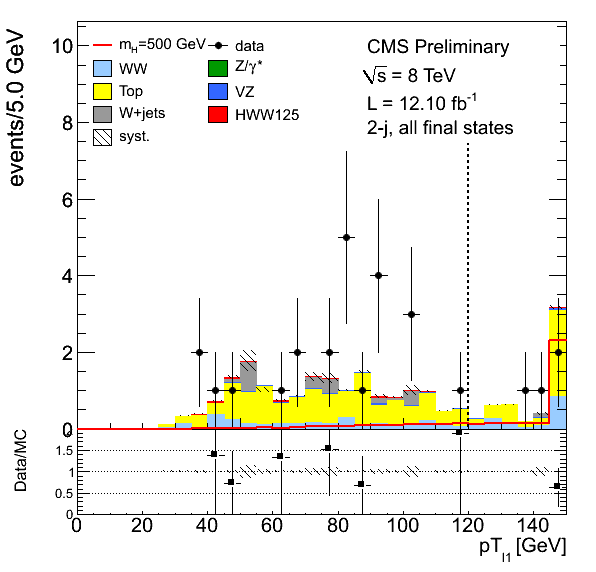 events/5.0 GeV
10
8
6
4
2
0
m_H=500 GeV
data
WW
Z/γ*
Top
VZ
W+jets
HWW125
syst.
CMS Preliminary
√s = 8 TeV
L = 12.10 fb⁻¹
2-j, all final states
Data/MC
1.5
1
0.5
0
0 20 40 60 80 100 120 140
pT_l1 [GeV]